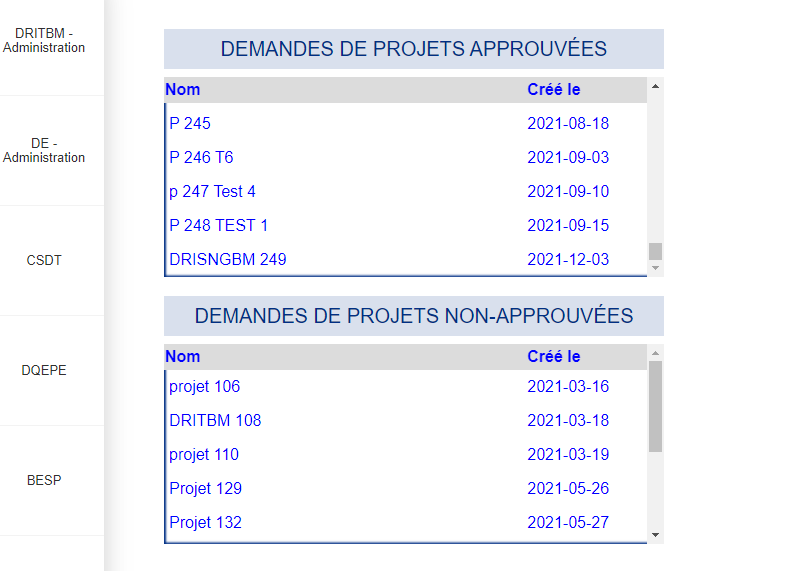 DRITBM -
Administration
DE -
Administration
CSDT
DQEPE
BESP
DEMANDES DE PROJETS APPROUVÉES
Nom Créé le
P 245 2021-08-18
P 246 T6 2021-09-03
p 247 Test 4 2021-09-10
P 248 TEST 1 2021-09-15
DRISNGBM 249 2021-12-03
DEMANDES DE PROJETS NON-APPROUVÉES
Nom Créé le
projet 106 2021-03-16
DRITBM 108 2021-03-18
projet 110 2021-03-19
Projet 129 2021-05-26
Projet 132 2021-05-27